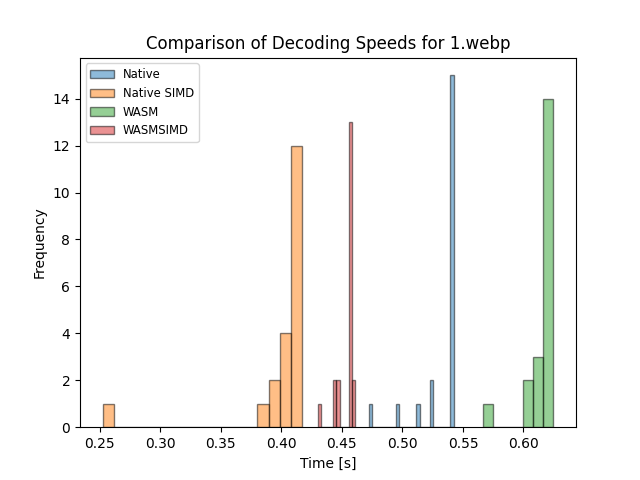 Comparison of Decoding Speeds for 1.webp
Native
Native SIMD
WASM
WASMSIMD
14
12
10
8
6
4
2
0
Frequency
0.25 0.30 0.35 0.40 0.45 0.50 0.55 0.60
Time [s]